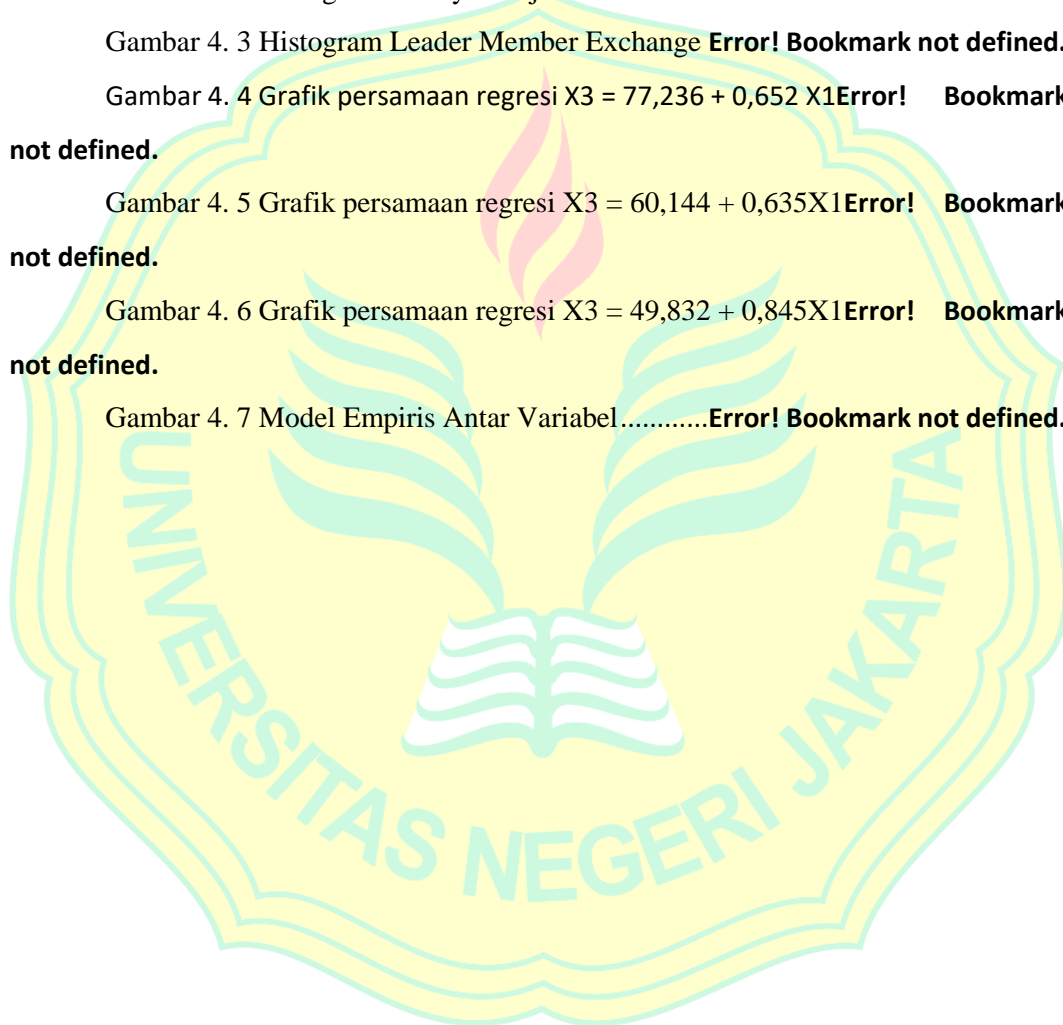 Gambar 4. 3 Histogram Leader Member Exchange Error! Bookmark not defined.
Gambar 4. 4 Grafik persamaan regresi X3 = 77,236 + 0,652 X1Error! Bookmark
not defined.
Gambar 4. 5 Grafik persamaan regresi X3 = 60,144 + 0,635X1Error! Bookmark
not defined.
Gambar 4. 6 Grafik persamaan regresi X3 = 49,832 + 0,845X1Error! Bookmark
not defined.
Gambar 4. 7 Model Empiris Antar Variabel............Error! Bookmark not defined.
UNIVERSITAS NEGERI JAKARTA